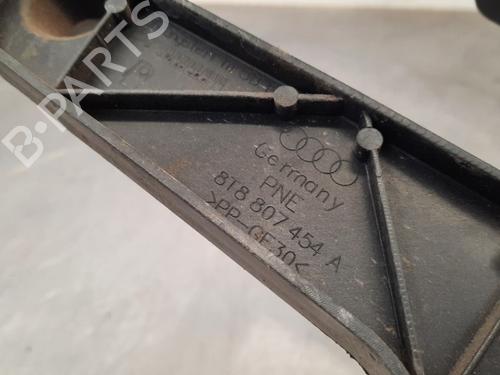 B-PARTS
Germany
PNE
8T8 807 454 A
>PP-GF30<